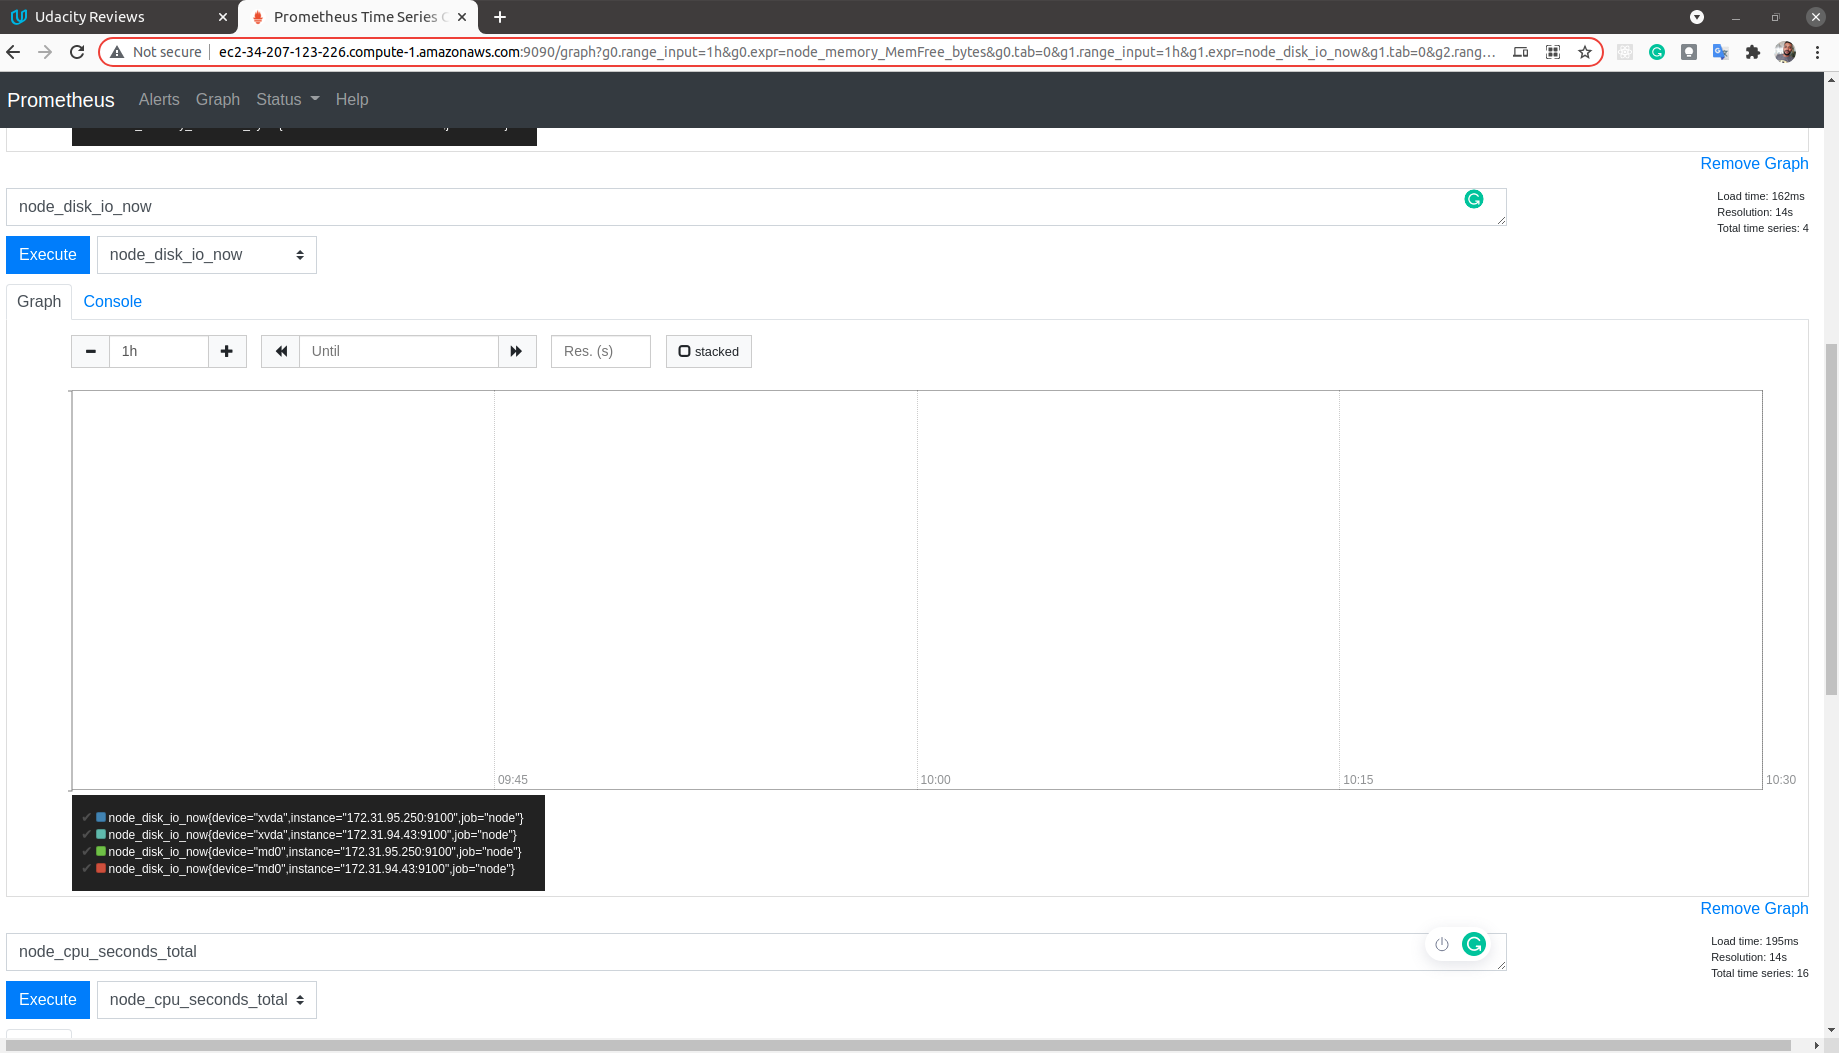 Udacity Reviews
Prometheus Time Series C
Not secure
ec2-34-207-123-226.compute-1.amazonaws.com:9090/graph?g0.range_input=1h&g0.expr=node_memory_MemFree_bytes&g0.tab=0&g1.range_input=1h&g1.expr=node_disk_io_now&g1.tab=0&g2.rang...
Prometheus Alerts Graph Status Help
Remove Graph
node_disk_io_now
Load time: 162ms
Resolution: 14s
Total time series: 4
Execute node_disk_io_now
Graph Console
1h Until Res. (s) stacked
09:45 10:00 10:15 10:30
node_disk_io_now{device="xvda",instance="172.31.95.250:9100",job="node"}
node_disk_io_now{device="xvda",instance="172.31.94.43:9100",job="node"}
node_disk_io_now{device="md0",instance="172.31.95.250:9100",job="node"}
node_disk_io_now{device="md0",instance="172.31.94.43:9100",job="node"}
Remove Graph
node_cpu_seconds_total
Load time: 195ms
Resolution: 14s
Total time series: 16
Execute node_cpu_seconds_total